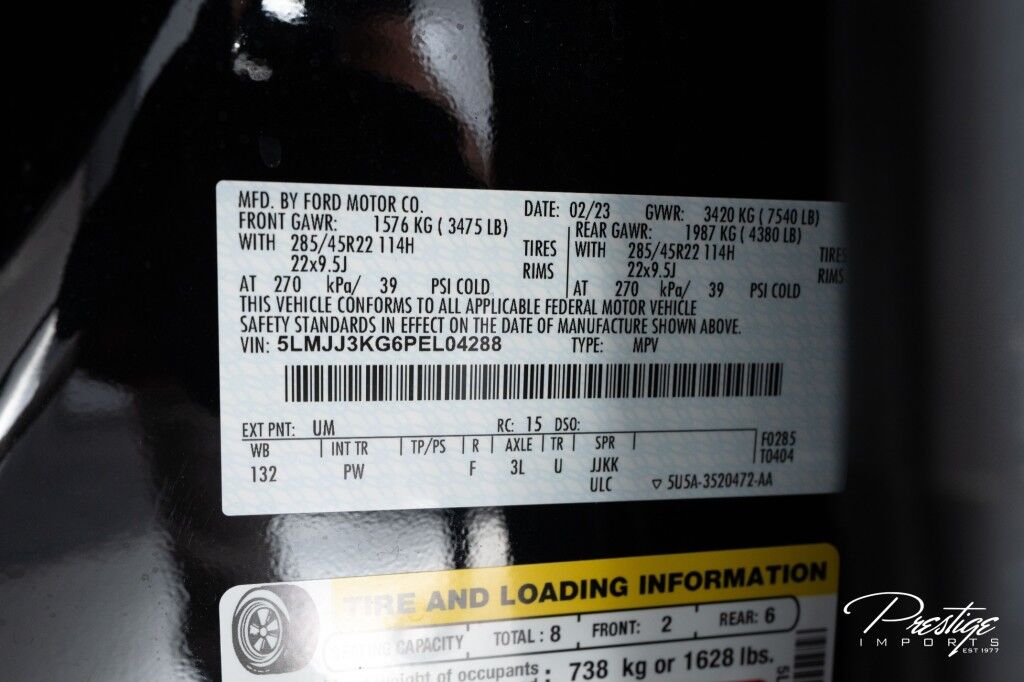 MFD. BY FORD MOTOR CO. DATE: 02/23 GVWR: 3420 KG ( 7540 LB)
FRONT GAWR: 1576 KG ( 3475 LB) REAR GAWR: 1987 KG ( 4380 LB)
WITH 285/45R22 114H TIRES WITH 285/45R22 114H TIRES
22x9.5J RIMS 22x9.5J RIMS
AT 270 kPa/ 39 PSI COLD AT 270 kPa/ 39 PSI COLD
THIS VEHICLE CONFORMS TO ALL APPLICABLE FEDERAL MOTOR VEHICLE
SAFETY STANDARDS IN EFFECT ON THE DATE OF MANUFACTURE SHOWN ABOVE.
VIN: 5LMJJ3KG6PEL04288 TYPE: MPV
EXT PNT: UM RC: 15 DSO:
WB INT TR TP/PS R AXLE TR SPR F0285
132 PW F 3L U JJKK T0404
ULC 5U5A-3520472-AA
TIRE AND LOADING INFORMATION
SEATING CAPACITY TOTAL : 8 FRONT: 2 REAR: 6
weight of occupants : 738 kg or 1628 lbs.
Prestige
IMPORTS
EST 1977